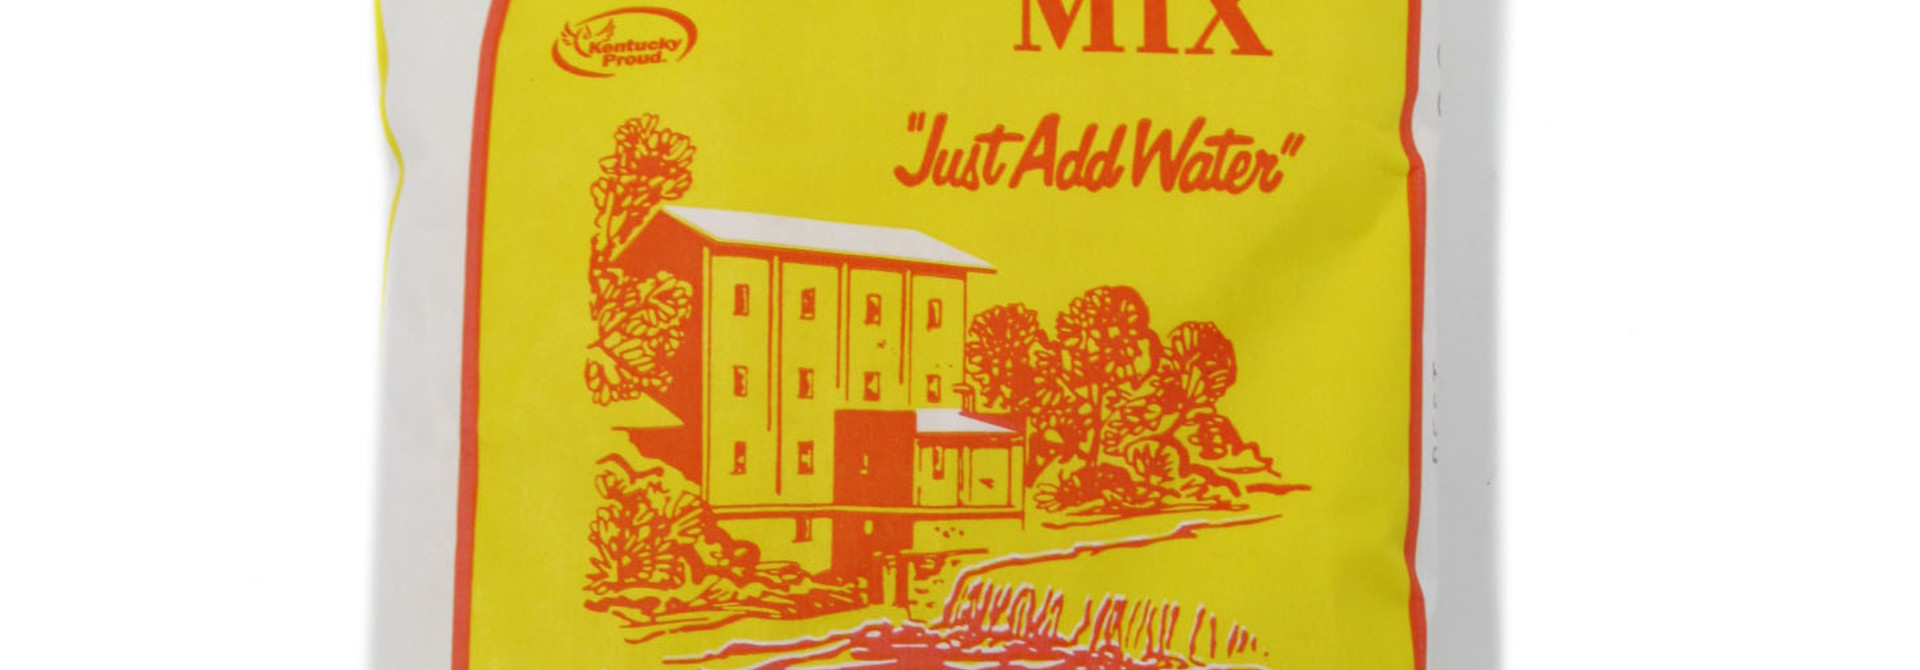 MIX
Kentucky
Proud.
"Just Add Water"